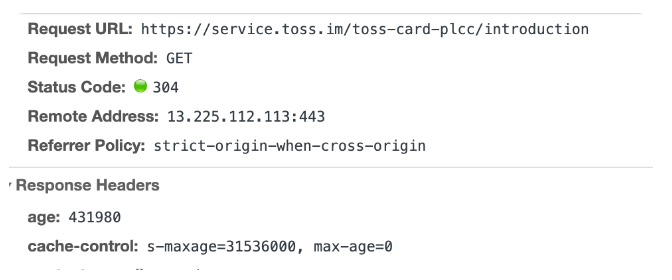 Request URL: https://service.toss.im/toss-card-plcc/introduction
Request Method: GET
Status Code: 304
Remote Address: 13.225.112.113:443
Referrer Policy: strict-origin-when-cross-origin
Response Headers
age: 431980
cache-control: s-maxage=31536000, max-age=0